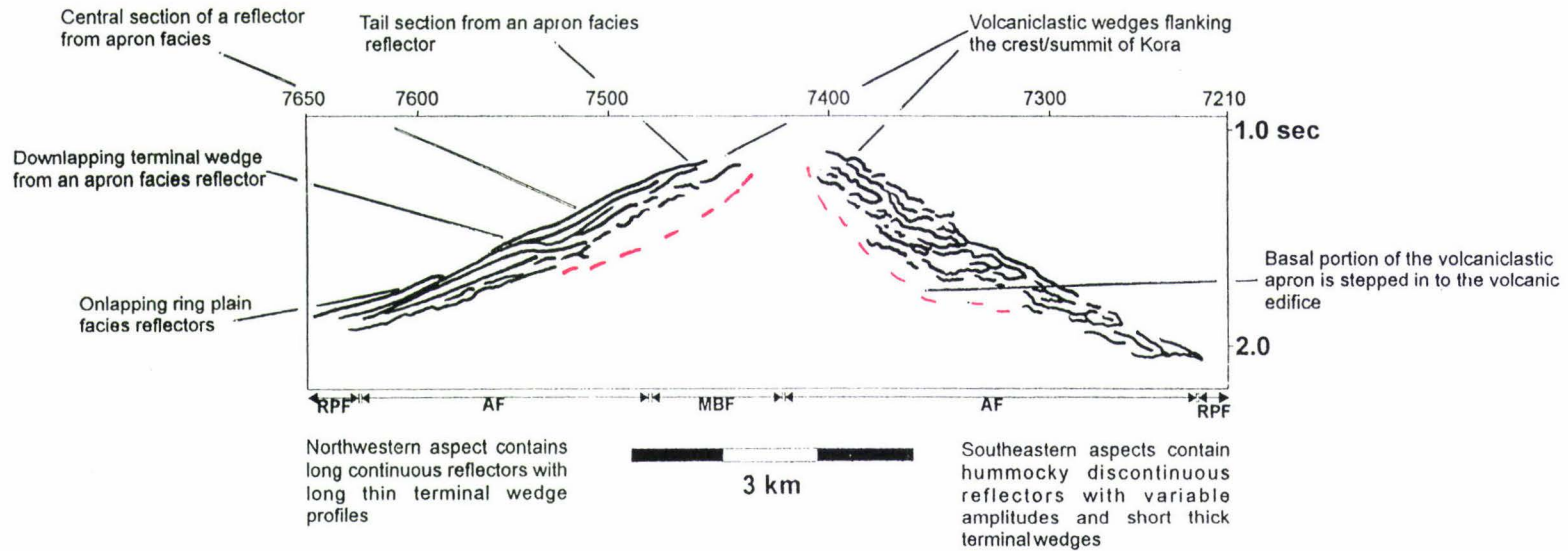 Central section of a reflector
from apron facies
Tail section from an apron facies
reflector
Volcaniclastic wedges flanking
the crest/summit of Kora
7650
7600
7500
7400
7300
7210
1.0 sec
Downlapping terminal wedge
from an apron facies reflector
Basal portion of the volcaniclastic
apron is stepped in to the volcanic
edifice
Onlapping ring plain
facies reflectors
2.0
RPF
AF
MBF
AF
RPF
Northwestern aspect contains
long continuous reflectors with
long thin terminal wedge
profiles
3 km
Southeastern aspects contain
hummocky discontinuous
reflectors with variable
amplitudes and short thick
terminal wedges